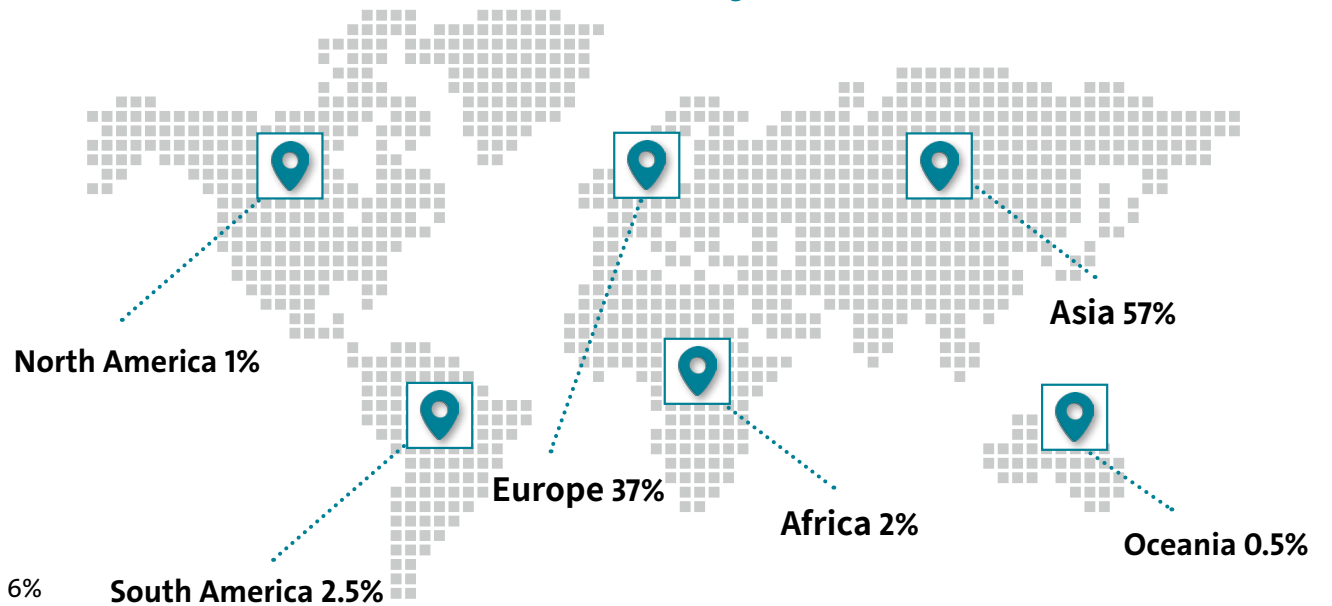 Asia 57%
North America 1%
Europe 37%
Africa 2%
Oceania 0.5%
6%
South America 2.5%